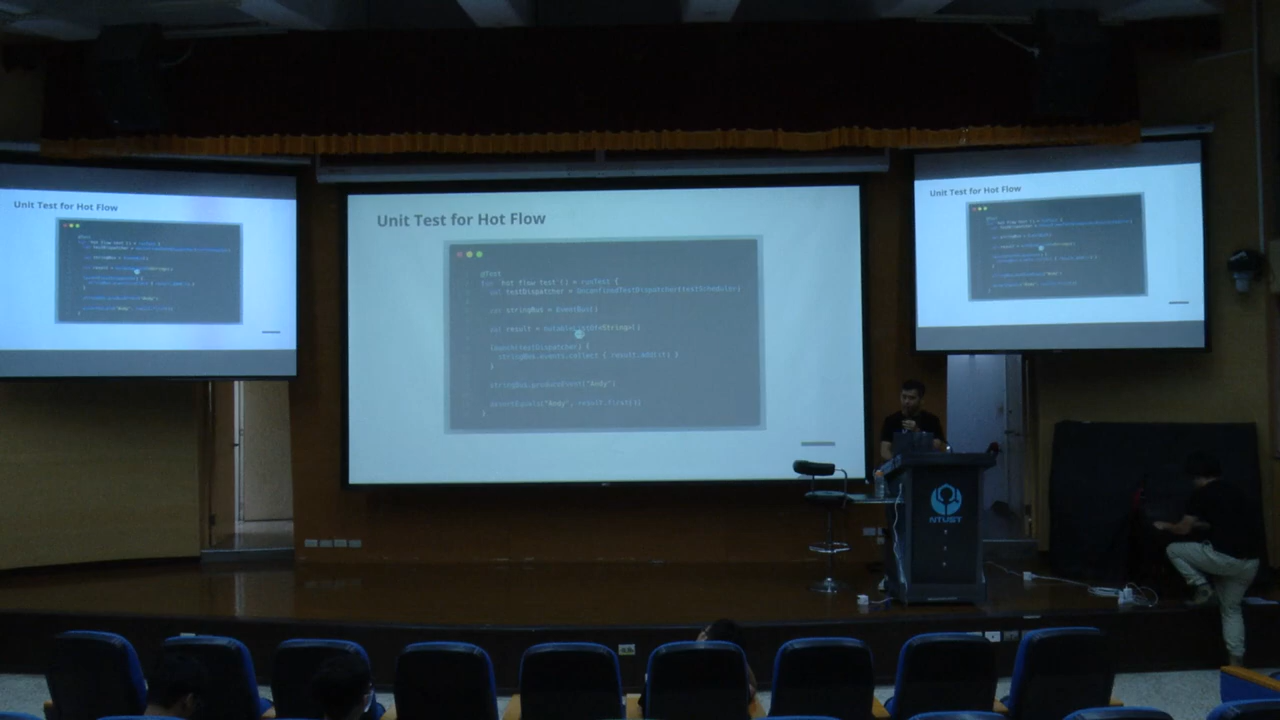 Unit Test for Hot Flow
Unit Test for Hot Flow
@Test
fun `hot flow test`() = runTest {
val testDispatcher = UnconfinedTestDispatcher(testScheduler)
val stringBus = EventBus()
val result = mutableListOf<String>()
launch(testDispatcher) {
stringBus.events.collect { result.add(it) }
}
stringBus.produceEvent("Andy")
assertEquals("Andy", result.first())
}
Unit Test for Hot Flow
NTUST